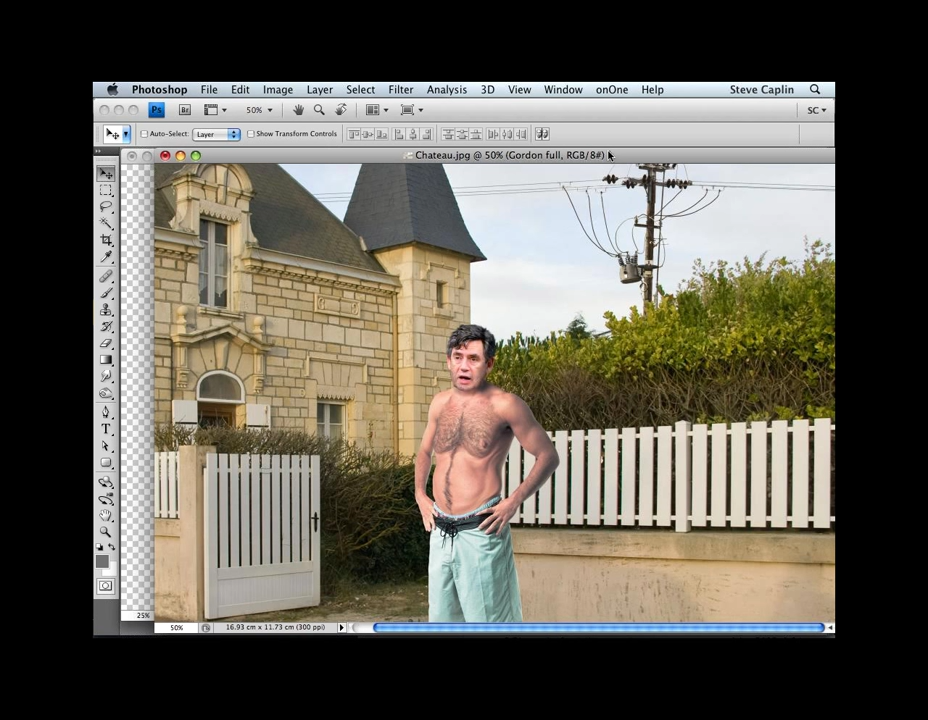 Photoshop File Edit Image Layer Select Filter Analysis 3D View Window onOne Help Steve Caplin
Ps Br 50% SC
Auto-Select: Layer Show Transform Controls
Chateau.jpg @ 50% (Gordon full, RGB/8#)
T
25%
50% 16.93 cm x 11.73 cm (300 ppi)